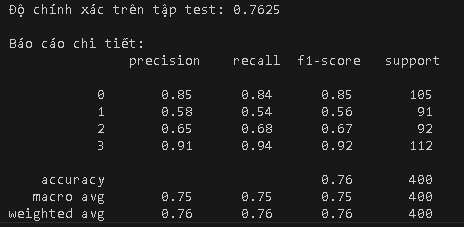 Độ chính xác trên tập test: 0.7625
Báo cáo chi tiết:
precision recall f1-score support
0 0.85 0.84 0.85 105
1 0.58 0.54 0.56 91
2 0.65 0.68 0.67 92
3 0.91 0.94 0.92 112
accuracy 0.76 400
macro avg 0.75 0.75 0.75 400
weighted avg 0.76 0.76 0.76 400